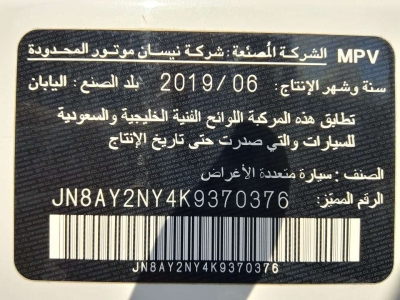 MPV الشركة المصنعة: شركة نيسان موتور المحدودة
سنة وشهر الإنتاج: 2019/06 بلد الصنع: اليابان
تطابق هذه المركبة اللوائح الفنية الخليجية والسعودية
للسيارات والتي صدرت حتى تاريخ الإنتاج
الصنف: سيارة متعددة الأغراض
الرقم المميز: JN8AY2NY4K9370376
JN8AY2NY4K9370376